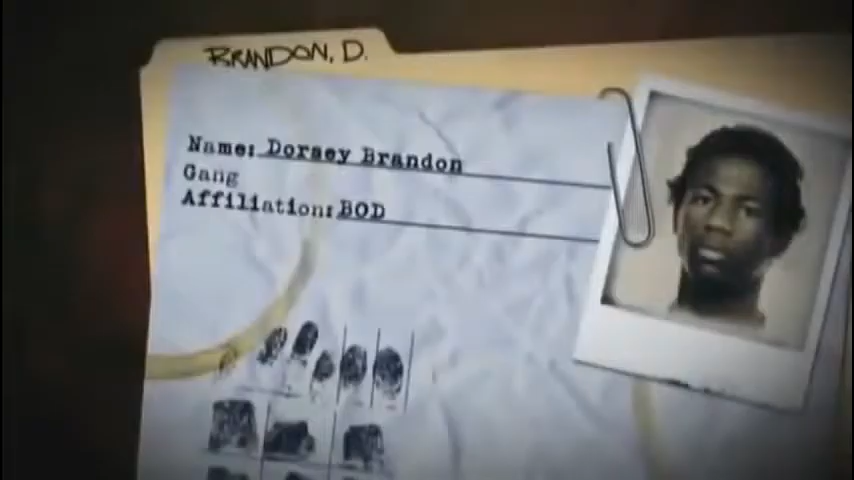 BRANDON, D.
Name: Dorsey Brandon
Gang
Affiliation: BOD